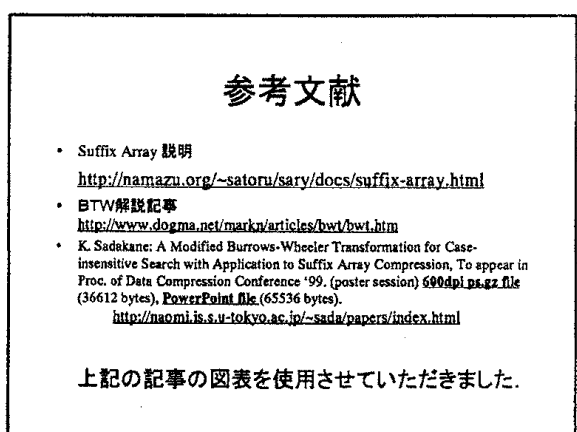 参考文献
• Suffix Array 説明
http://namazu.org/~satoru/sary/docs/suffix-array.html
• BTW解説記事
http://www.dogma.net/markn/articles/bwt/bwt.htm
• K. Sadakane: A Modified Burrows-Wheeler Transformation for Case-
insensitive Search with Application to Suffix Array Compression, To appear in
Proc. of Data Compression Conference '99. (poster session) 600dpi ps.gz file
(36612 bytes), PowerPoint file (65536 bytes).
http://naomi.is.s.u-tokyo.ac.jp/~sada/papers/index.html
上記の記事の図表を使用させていただきました.